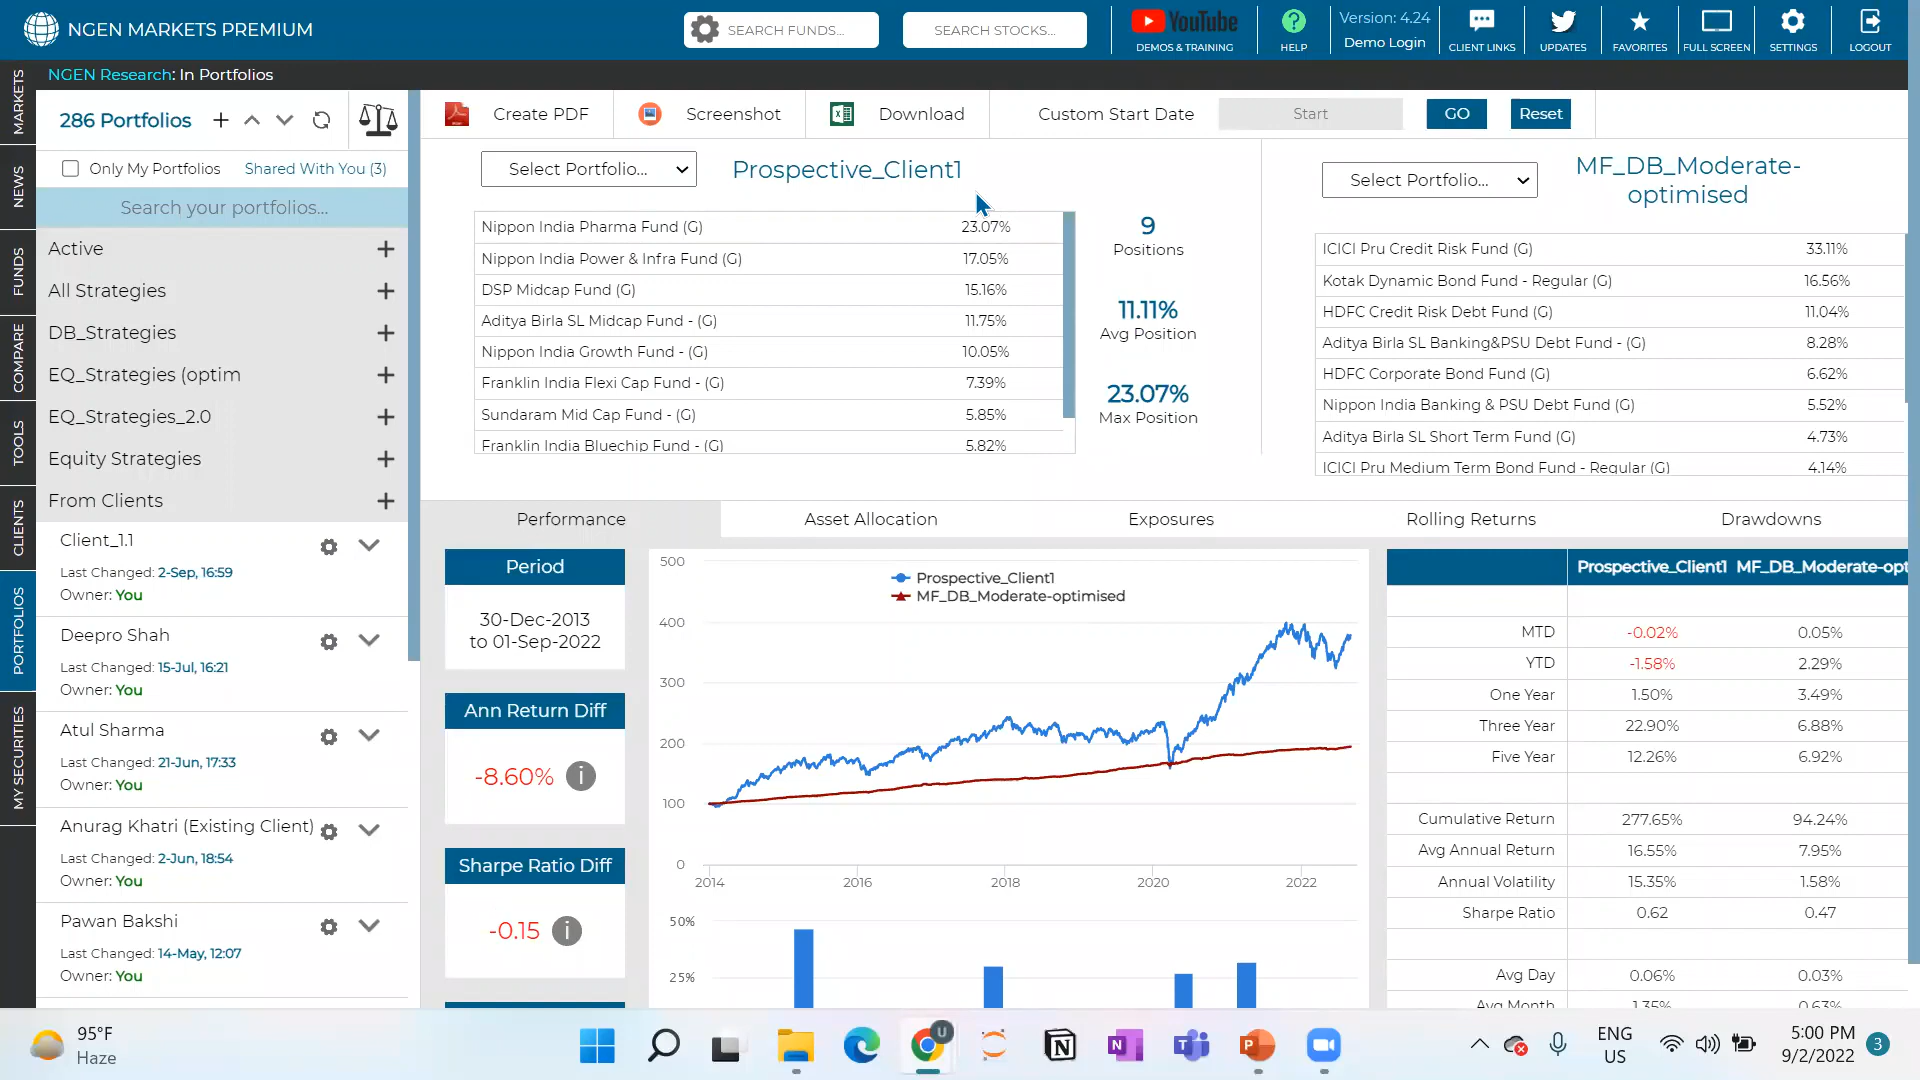 NGEN MARKETS PREMIUM
SEARCH FUNDS...
SEARCH STOCKS...
YouTube
DEMOS & TRAINING
HELP
Version: 4.24
Demo Login
CLIENT LINKS
UPDATES
FAVORITES
FULL SCREEN
SETTINGS
LOGOUT
NGEN Research: In Portfolios
MARKETS
NEWS
FUNDS
COMPARE
TOOLS
CLIENTS
PORTFOLIOS
MY SECURITIES
286 Portfolios
Only My Portfolios Shared With You (3)
Search your portfolios...
Active
All Strategies
DB_Strategies
EQ_Strategies (optim
EQ_Strategies_2.0
Equity Strategies
From Clients
Client_1.1
Last Changed: 2-Sep, 16:59
Owner: You
Deepro Shah
Last Changed: 15-Jul, 16:21
Owner: You
Atul Sharma
Last Changed: 21-Jun, 17:33
Owner: You
Anurag Khatri (Existing Client)
Last Changed: 2-Jun, 18:54
Owner: You
Pawan Bakshi
Last Changed: 14-May, 12:07
Owner: You
Create PDF
Screenshot
Download
Custom Start Date
Start
GO
Reset
Select Portfolio...
Prospective_Client1
Nippon India Pharma Fund (G) 23.07%
Nippon India Power & Infra Fund (G) 17.05%
DSP Midcap Fund (G) 15.16%
Aditya Birla SL Midcap Fund - (G) 11.75%
Nippon India Growth Fund - (G) 10.05%
Franklin India Flexi Cap Fund - (G) 7.39%
Sundaram Mid Cap Fund - (G) 5.85%
Franklin India Bluechip Fund - (G) 5.82%
9
Positions
11.11%
Avg Position
23.07%
Max Position
Select Portfolio...
MF_DB_Moderate-
optimised
ICICI Pru Credit Risk Fund (G) 33.11%
Kotak Dynamic Bond Fund - Regular (G) 16.56%
HDFC Credit Risk Debt Fund (G) 11.04%
Aditya Birla SL Banking&PSU Debt Fund - (G) 8.28%
HDFC Corporate Bond Fund (G) 6.62%
Nippon India Banking & PSU Debt Fund (G) 5.52%
Aditya Birla SL Short Term Fund (G) 4.73%
ICICI Pru Medium Term Bond Fund - Regular (G) 4.14%
Performance
Asset Allocation
Exposures
Rolling Returns
Drawdowns
Period
30-Dec-2013
to 01-Sep-2022
Ann Return Diff
-8.60% i
Sharpe Ratio Diff
-0.15 i
Prospective_Client1
MF_DB_Moderate-optimised
500
400
300
200
100
0
2014 2016 2018 2020 2022
50%
25%
Prospective_Client1 MF_DB_Moderate-opt
MTD -0.02% 0.05%
YTD -1.58% 2.29%
One Year 1.50% 3.49%
Three Year 22.90% 6.88%
Five Year 12.26% 6.92%
Cumulative Return 277.65% 94.24%
Avg Annual Return 16.55% 7.95%
Annual Volatility 15.35% 1.58%
Sharpe Ratio 0.62 0.47
Avg Day 0.06% 0.03%
Avg Month 1.35% 0.63%
95°F
Haze
U
ENG
US
5:00 PM
9/2/2022
3